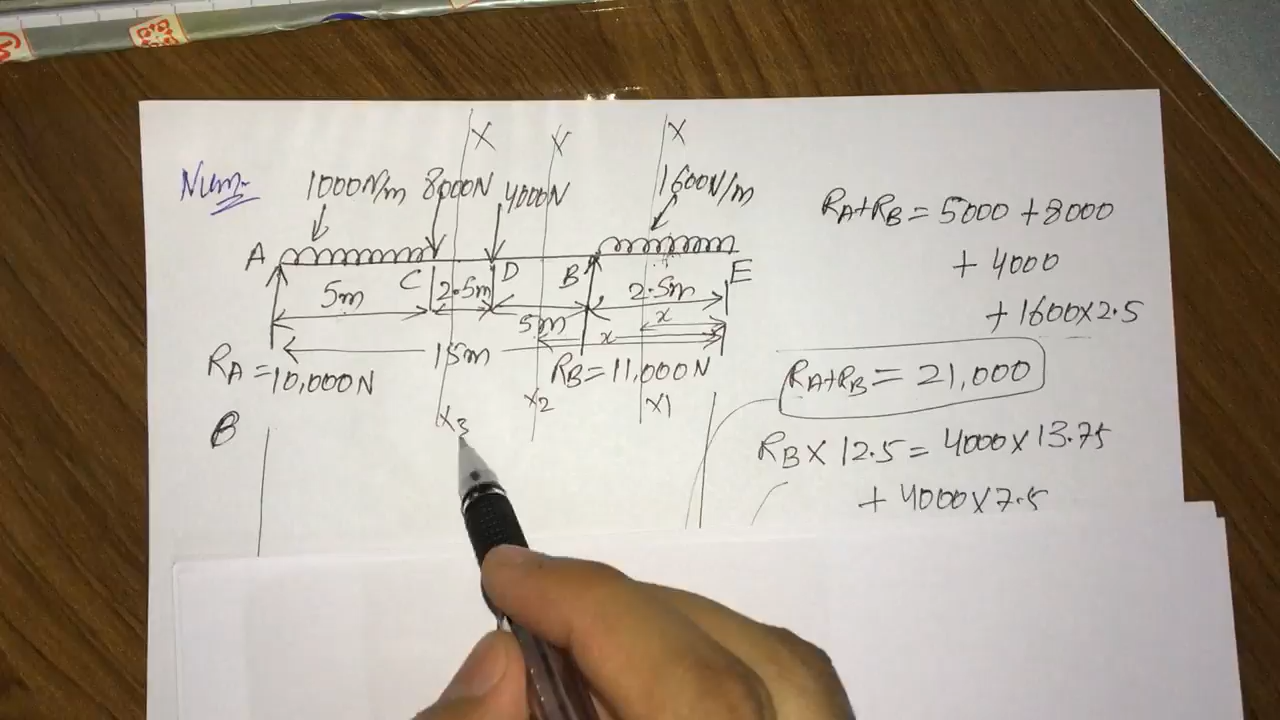 X Y X
Num- 1000N/m 8000N 4000N 1600N/m
A C D B E
5m 2.5m 5m 2.5m
x
x
15m
RA = 10,000N RB = 11,000N
X3 X2 X1
B
RA+RB = 5000 + 8000
+ 4000
+ 1600×2.5
RA+RB = 21,000
RB × 12.5 = 4000 × 13.75
+ 4000 × 7.5